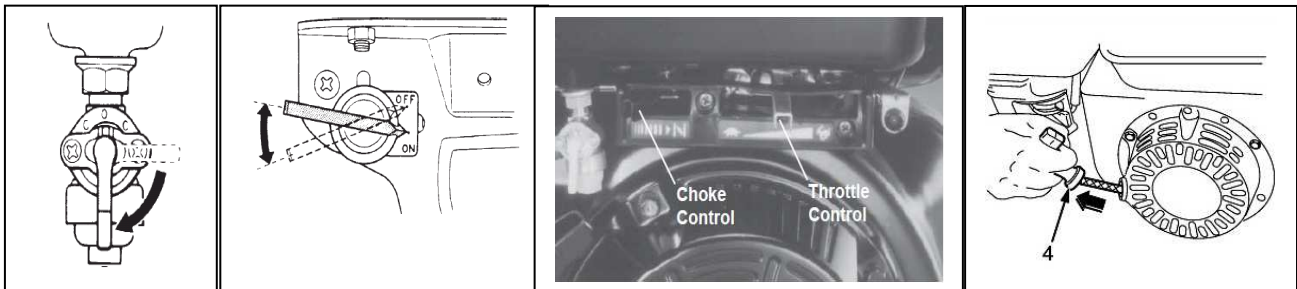 C O C
OFF
ON
Choke
Control
Throttle
Control
4